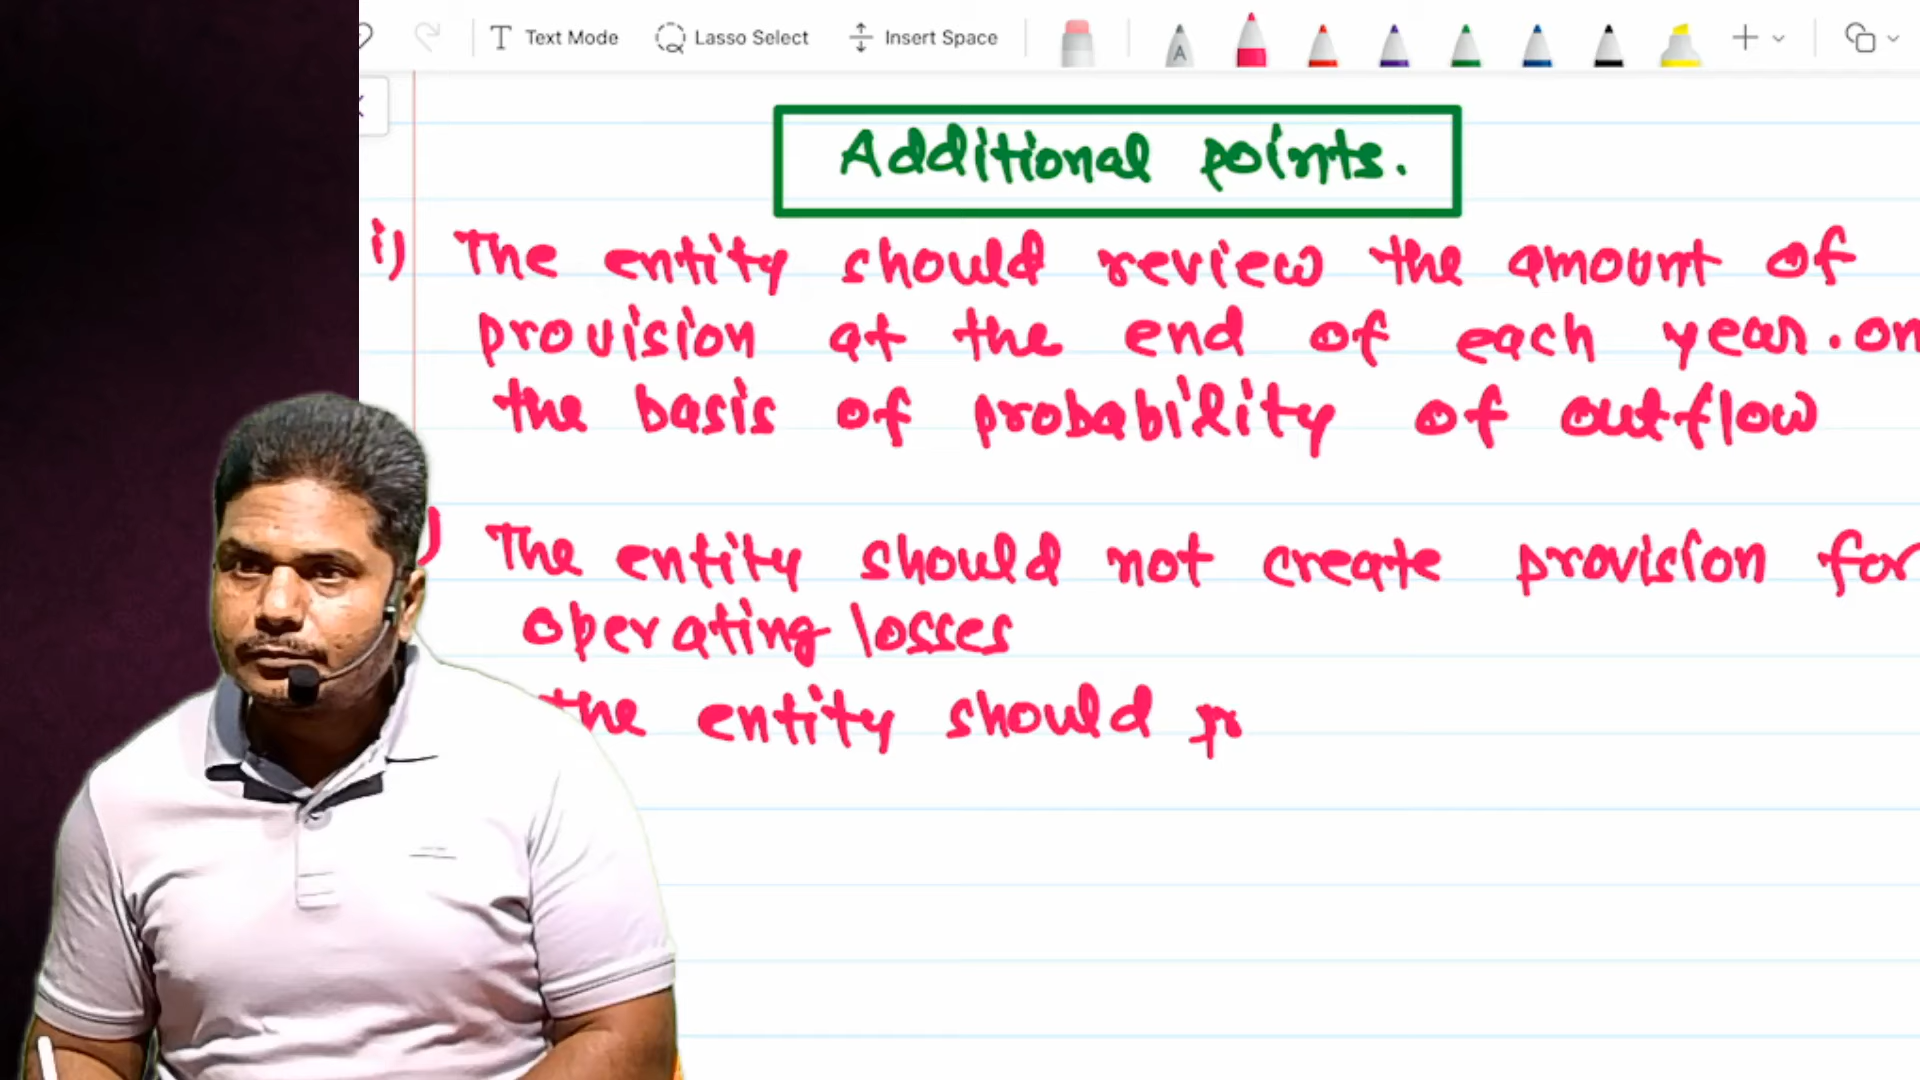 Text Mode Lasso Select Insert Space
A
Additional points.
i) The entity should review the amount of
provision at the end of each year. on
the basis of probability of outflow
) The entity should not create provision for
operating losses
the entity should pr